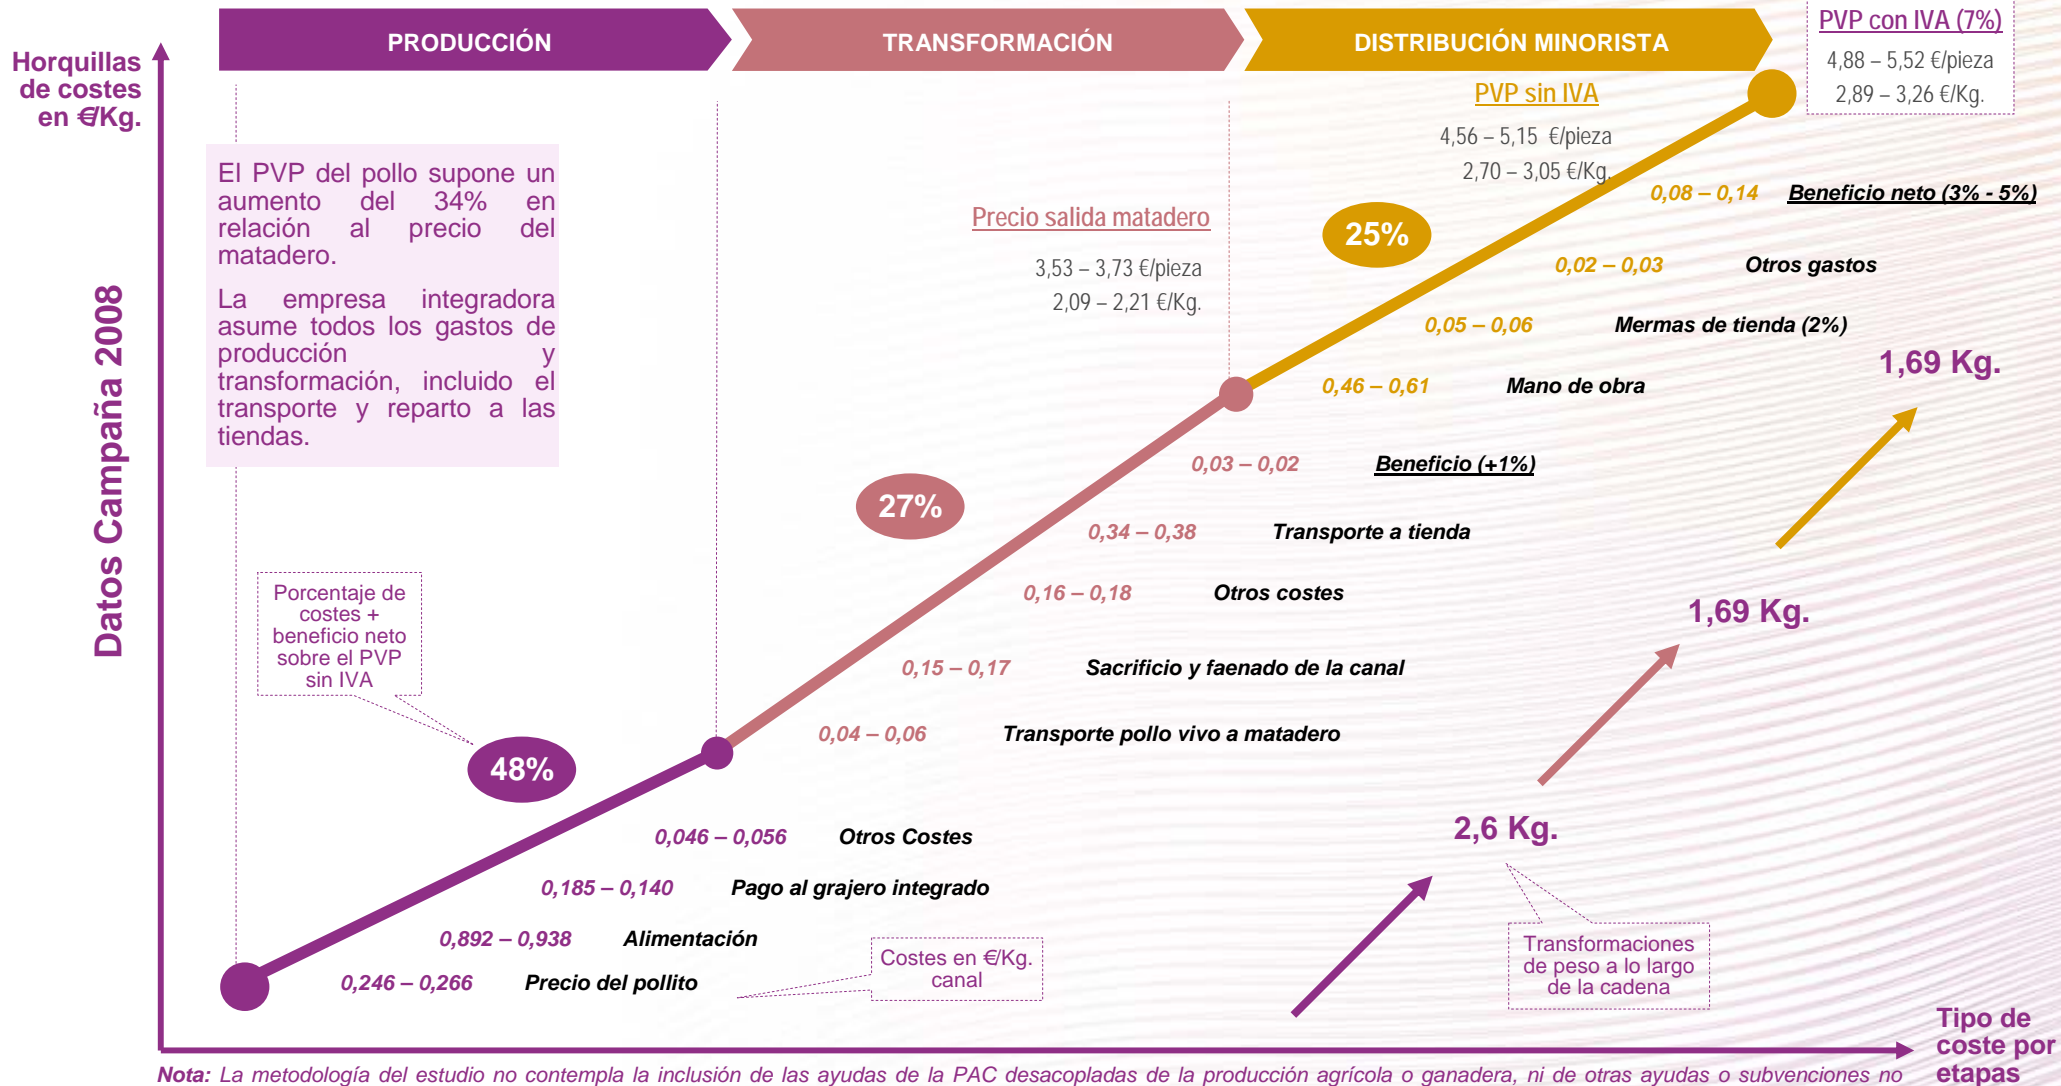 PRODUCCIÓN
TRANSFORMACIÓN
DISTRIBUCIÓN MINORISTA
PVP con IVA (7%)
4,88 – 5,52 €/pieza
2,89 – 3,26 €/Kg.
Horquillas
de costes
en €/Kg.
PVP sin IVA
4,56 – 5,15 €/pieza
2,70 – 3,05 €/Kg.
El PVP del pollo supone un
aumento del 34% en
relación al precio del
matadero.
La empresa integradora
asume todos los gastos de
producción y
transformación, incluido el
transporte y reparto a las
tiendas.
Precio salida matadero
3,53 – 3,73 €/pieza
2,09 – 2,21 €/Kg.
25%
0,08 – 0,14 Beneficio neto (3% - 5%)
0,02 – 0,03 Otros gastos
0,05 – 0,06 Mermas de tienda (2%)
0,46 – 0,61 Mano de obra
1,69 Kg.
Datos Campaña 2008
27%
0,03 – 0,02 Beneficio (+1%)
0,34 – 0,38 Transporte a tienda
0,16 – 0,18 Otros costes
0,15 – 0,17 Sacrificio y faenado de la canal
0,04 – 0,06 Transporte pollo vivo a matadero
1,69 Kg.
Porcentaje de
costes +
beneficio neto
sobre el PVP
sin IVA
48%
0,046 – 0,056 Otros Costes
0,185 – 0,140 Pago al grajero integrado
0,892 – 0,938 Alimentación
0,246 – 0,266 Precio del pollito
Costes en €/Kg.
canal
2,6 Kg.
Transformaciones
de peso a lo largo
de la cadena
Tipo de
coste por
etapas
Nota: La metodología del estudio no contempla la inclusión de las ayudas de la PAC desacopladas de la producción agrícola o ganadera, ni de otras ayudas o subvenciones no